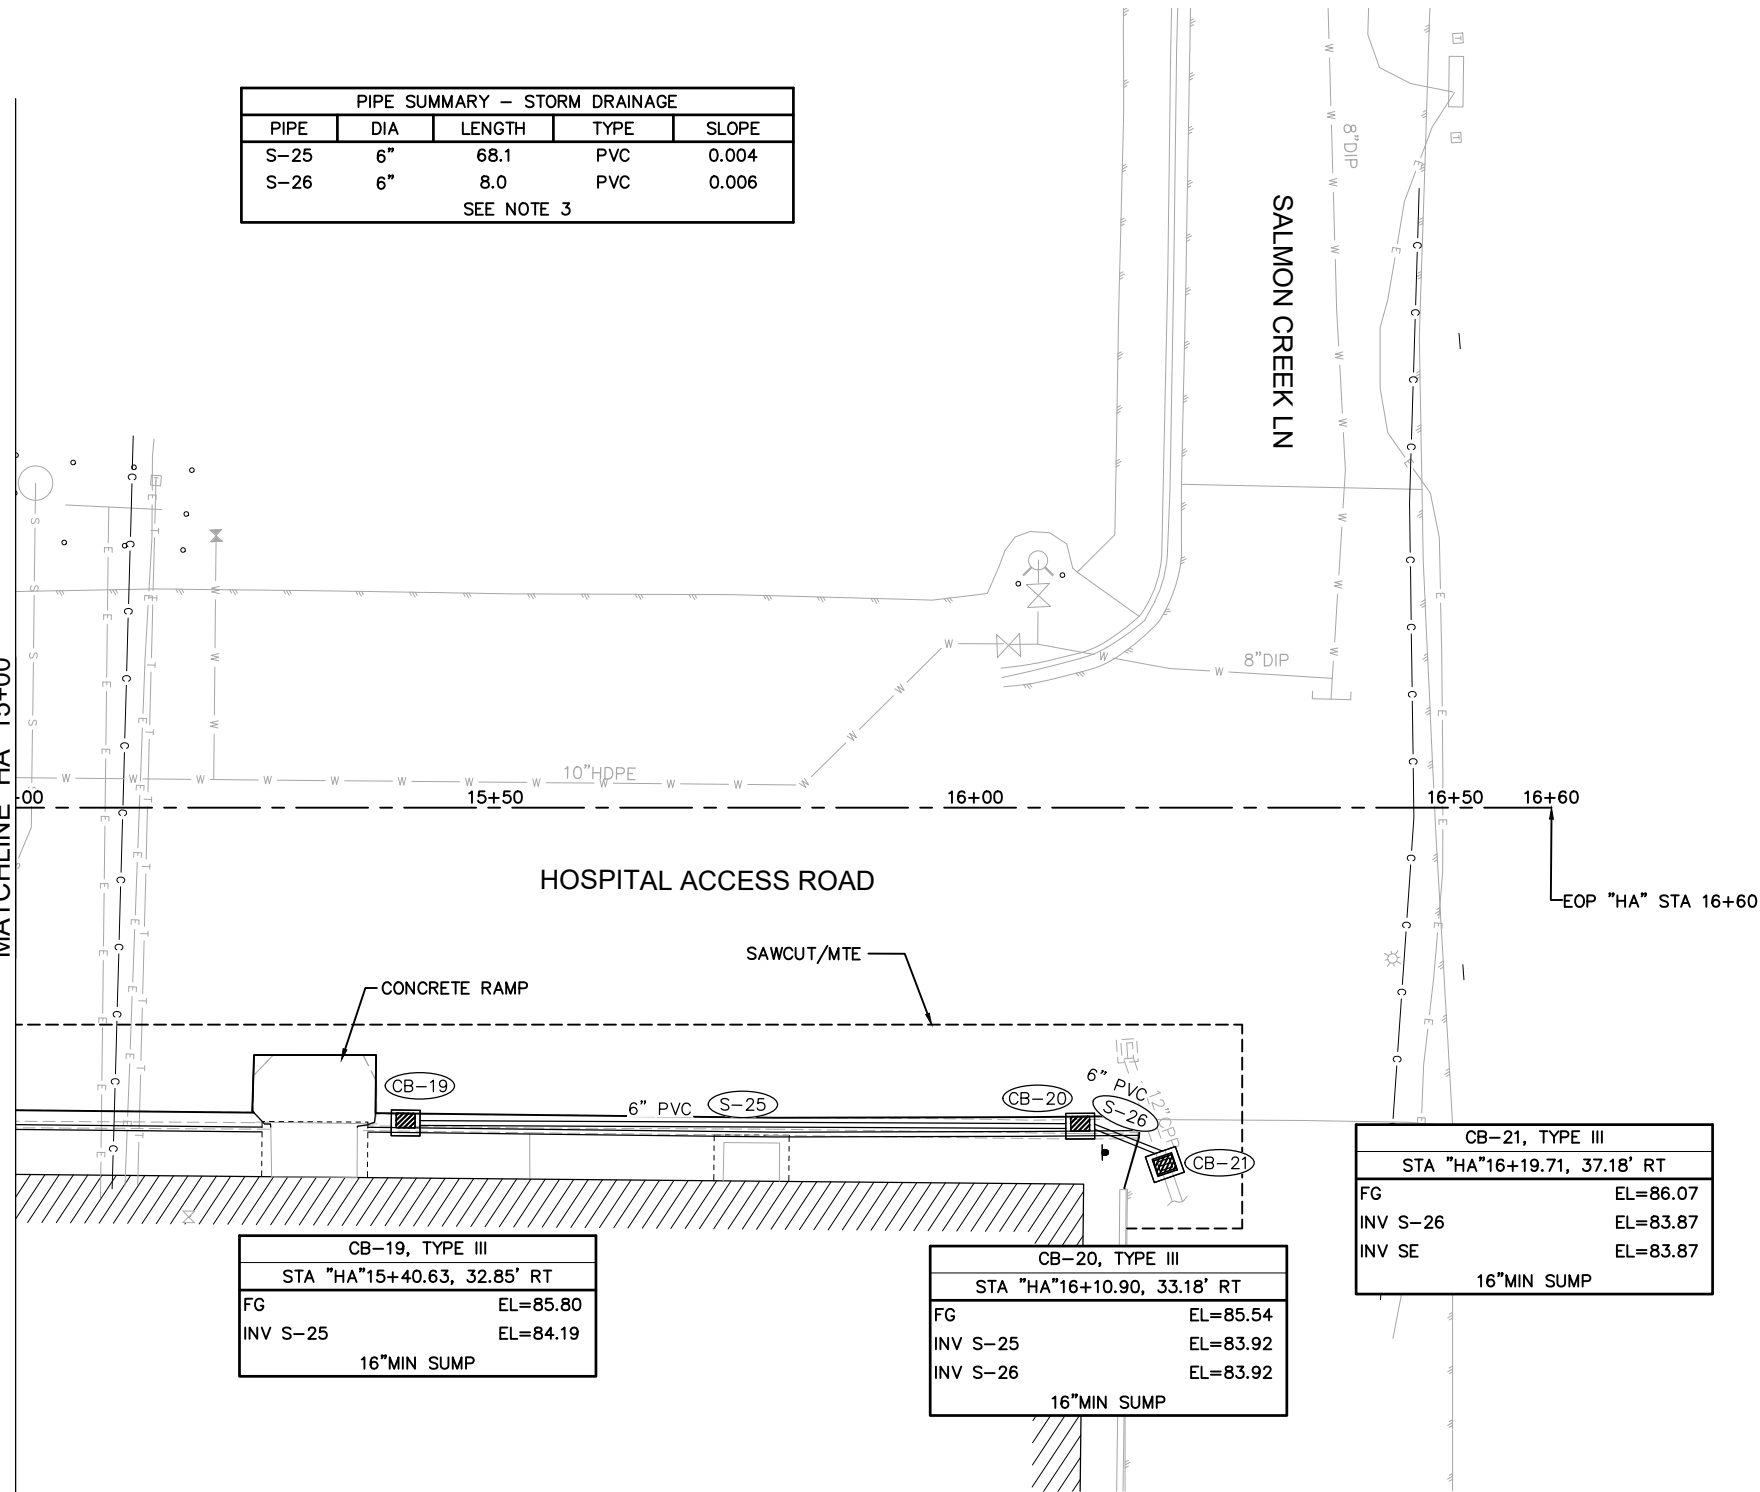 PIPE SUMMARY – STORM DRAINAGE
PIPE DIA LENGTH TYPE SLOPE
S–25 6" 68.1 PVC 0.004
S–26 6" 8.0 PVC 0.006
SEE NOTE 3
8"DIP
SALMON CREEK LN
8"DIP
10"HDPE
MATCHLINE "HA" 15+00
+00
15+50
16+00
16+50
16+60
HOSPITAL ACCESS ROAD
EOP "HA" STA 16+60
SAWCUT/MTE
CONCRETE RAMP
CB–19
6" PVC
S–25
CB–20
6" PVC
S–26
12"CPP
CB–21
CB–21, TYPE III
STA "HA"16+19.71, 37.18' RT
FG EL=86.07
INV S–26 EL=83.87
INV SE EL=83.87
16"MIN SUMP
CB–19, TYPE III
STA "HA"15+40.63, 32.85' RT
FG EL=85.80
INV S–25 EL=84.19
16"MIN SUMP
CB–20, TYPE III
STA "HA"16+10.90, 33.18' RT
FG EL=85.54
INV S–25 EL=83.92
INV S–26 EL=83.92
16"MIN SUMP